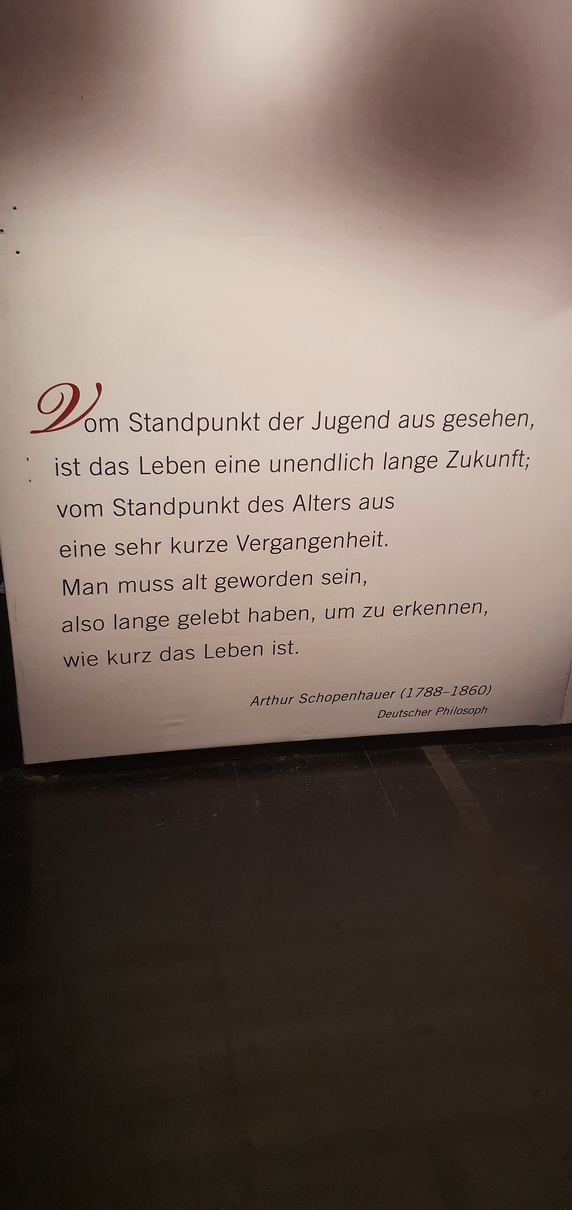 Vom Standpunkt der Jugend aus gesehen,
ist das Leben eine unendlich lange Zukunft;
vom Standpunkt des Alters aus
eine sehr kurze Vergangenheit.
Man muss alt geworden sein,
also lange gelebt haben, um zu erkennen,
wie kurz das Leben ist.
Arthur Schopenhauer (1788–1860)
Deutscher Philosoph